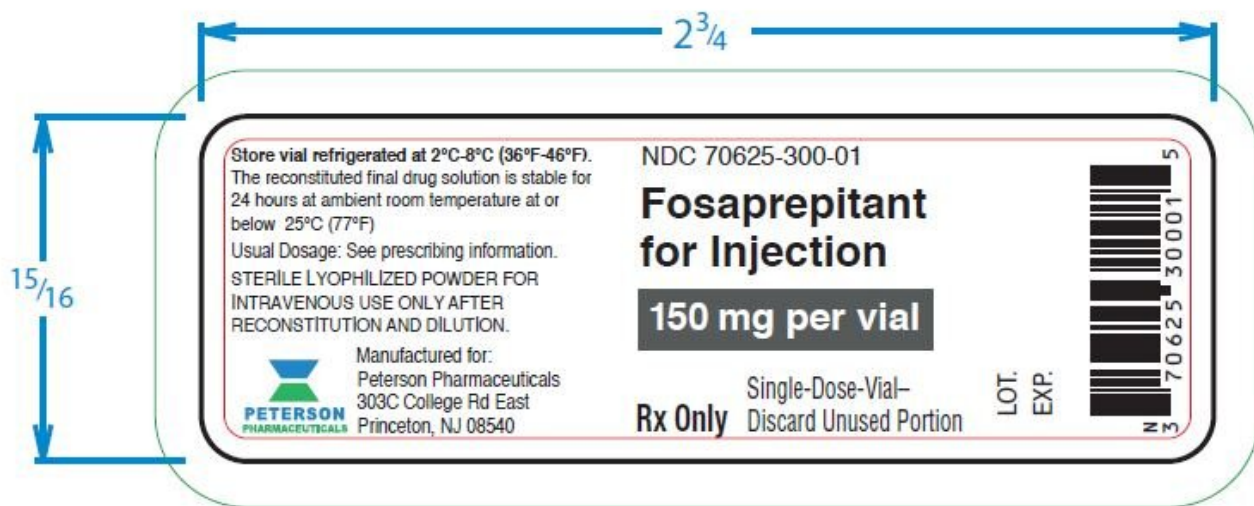 2 3/4
15/16
Store vial refrigerated at 2°C-8°C (36°F-46°F).
The reconstituted final drug solution is stable for
24 hours at ambient room temperature at or
below 25°C (77°F)
Usual Dosage: See prescribing information.
STERILE LYOPHILIZED POWDER FOR
INTRAVENOUS USE ONLY AFTER
RECONSTITUTION AND DILUTION.
PETERSON
PHARMACEUTICALS
Manufactured for:
Peterson Pharmaceuticals
303C College Rd East
Princeton, NJ 08540
NDC 70625-300-01
Fosaprepitant
for Injection
150 mg per vial
Rx Only
Single-Dose-Vial–
Discard Unused Portion
LOT.
EXP.
N
3 70625 30001 5